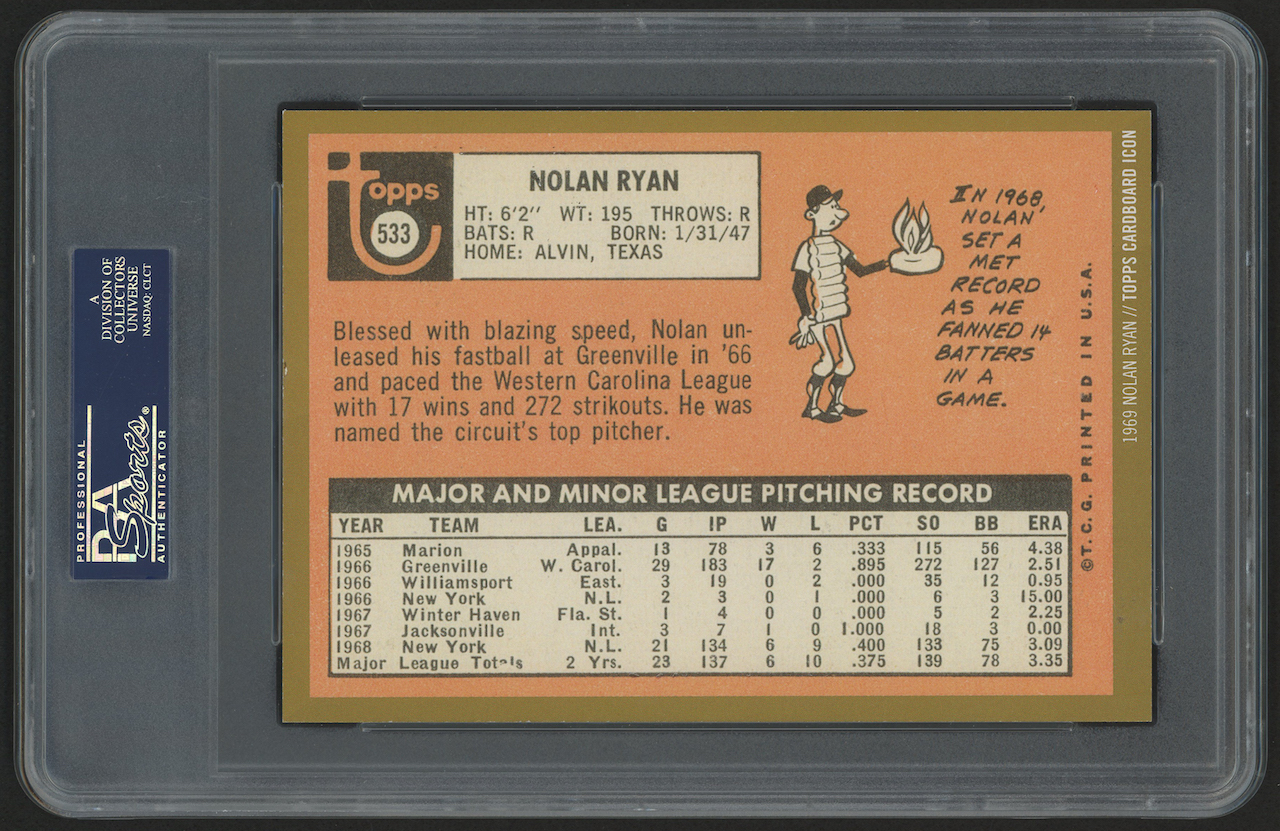 A
DIVISION OF
COLLECTORS
UNIVERSE
NASDAQ: CLCT
PROFESSIONAL
PSA
Sports®
AUTHENTICATOR
Topps
533
NOLAN RYAN
HT: 6'2" WT: 195 THROWS: R
BATS: R BORN: 1/31/47
HOME: ALVIN, TEXAS
Blessed with blazing speed, Nolan un-
leased his fastball at Greenville in '66
and paced the Western Carolina League
with 17 wins and 272 strikouts. He was
named the circuit's top pitcher.
IN 1968,
NOLAN
SET A
MET
RECORD
AS HE
FANNED 14
BATTERS
IN A
GAME.
MAJOR AND MINOR LEAGUE PITCHING RECORD
YEAR TEAM LEA. G IP W L PCT SO BB ERA
1965 Marion Appal. 13 78 3 6 .333 115 56 4.38
1966 Greenville W. Carol. 29 183 17 2 .895 272 127 2.51
1966 Williamsport East. 3 19 0 2 .000 35 12 0.95
1966 New York N.L. 2 3 0 1 .000 6 3 15.00
1967 Winter Haven Fla. St. 1 4 0 0 .000 5 2 2.25
1967 Jacksonville Int. 3 7 1 0 1.000 18 3 0.00
1968 New York N.L. 21 134 6 9 .400 133 75 3.09
Major League Totals 2 Yrs. 23 137 6 10 .375 139 78 3.35
©T. C. G. PRINTED IN U.S.A.
1969 NOLAN RYAN // TOPPS CARDBOARD ICON